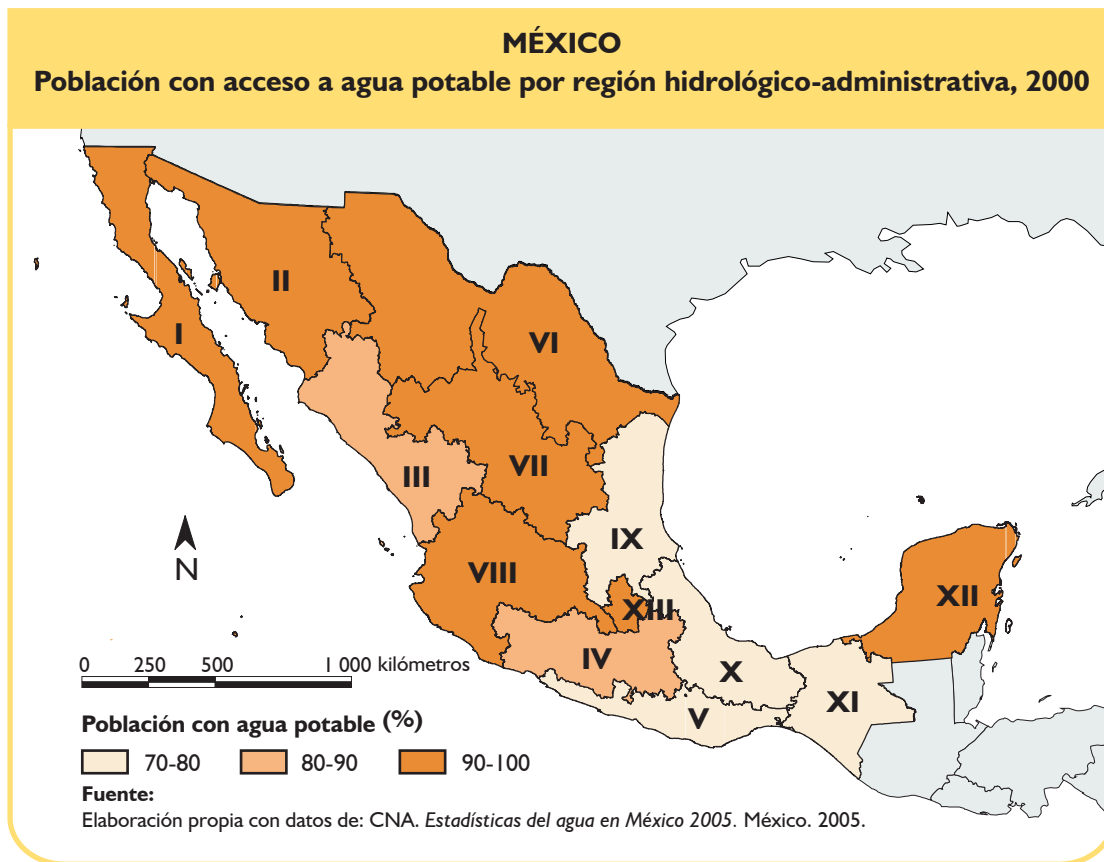 MÉXICO
Población con acceso a agua potable por región hidrológico-administrativa, 2000
II
VI
I
III
VII
IX
VIII
XIII
XII
IV
X
XI
V
N
0 250 500 1 000 kilómetros
Población con agua potable (%)
70-80 80-90 90-100
Fuente:
Elaboración propia con datos de: CNA. Estadísticas del agua en México 2005. México. 2005.